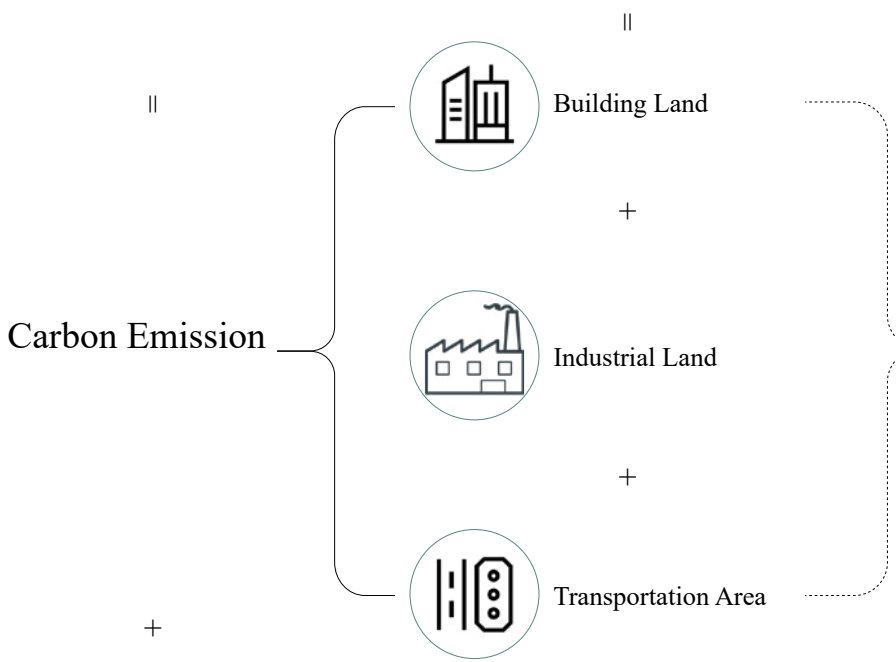 =
=
Building Land
+
Carbon Emission
Industrial Land
+
Transportation Area
+